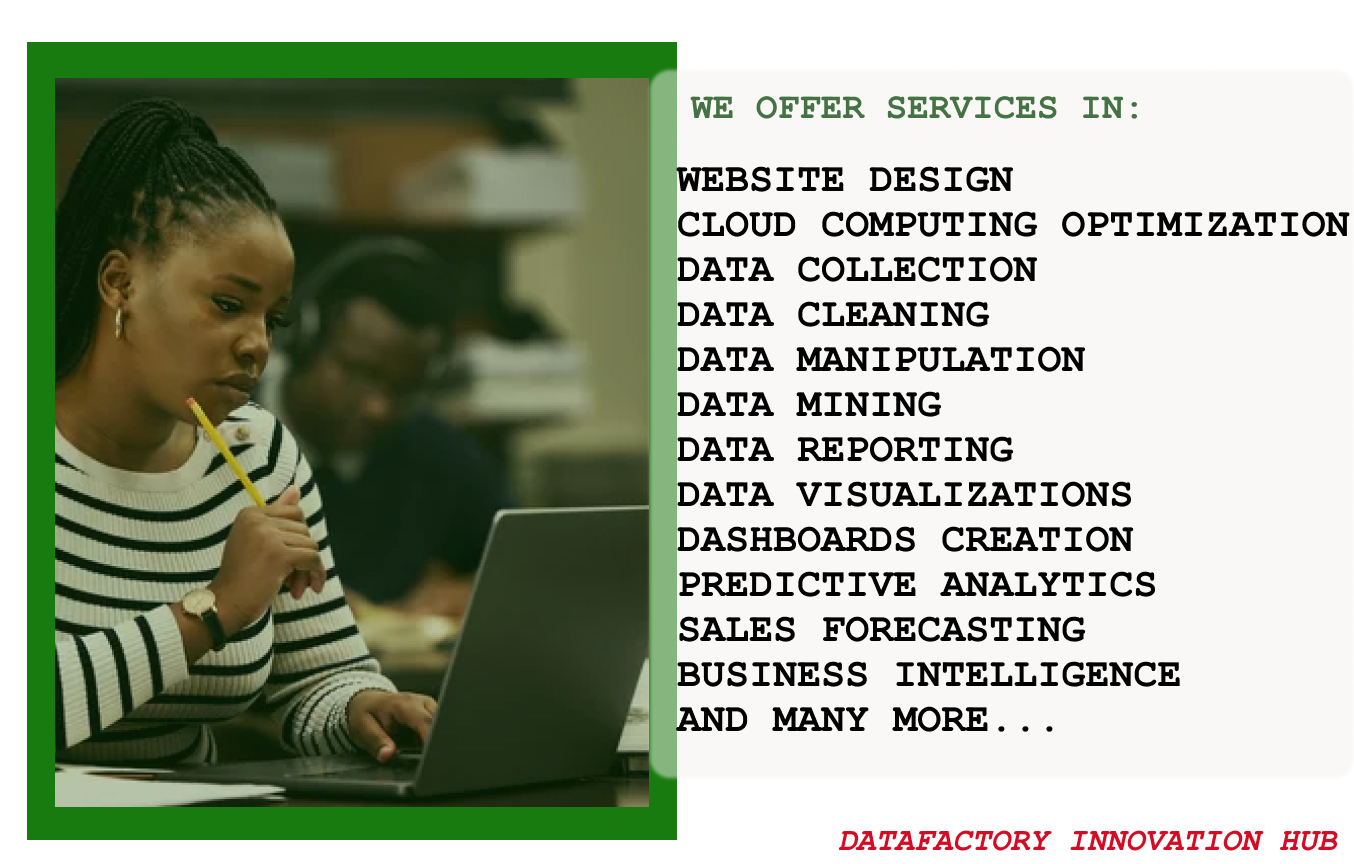 WE OFFER SERVICES IN:
WEBSITE DESIGN
CLOUD COMPUTING OPTIMIZATION
DATA COLLECTION
DATA CLEANING
DATA MANIPULATION
DATA MINING
DATA REPORTING
DATA VISUALIZATIONS
DASHBOARDS CREATION
PREDICTIVE ANALYTICS
SALES FORECASTING
BUSINESS INTELLIGENCE
AND MANY MORE...
DATAFACTORY INNOVATION HUB